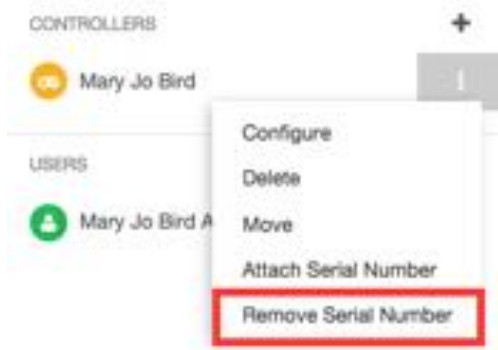 CONTROLLERS
Mary Jo Bird
Configure
USERS
Delete
Mary Jo Bird A
Move
Attach Serial Number
Remove Serial Number